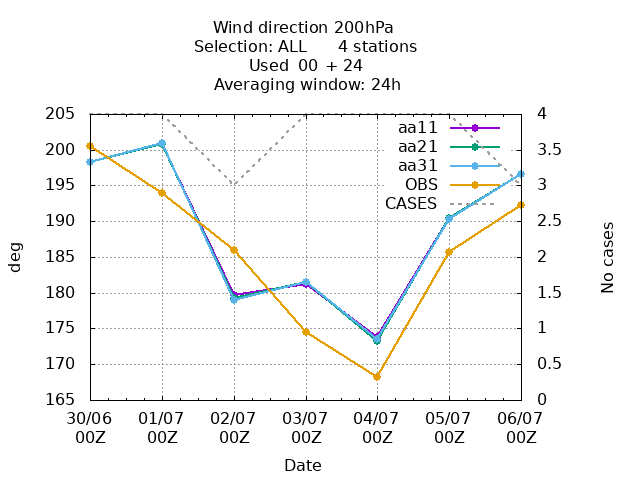 Wind direction 200hPa
Selection: ALL      4 stations
Used  00 + 24
Averaging window: 24h
205
200
195
190
185
180
175
170
165
deg
4
3.5
3
2.5
2
1.5
1
0.5
0
No cases
aa11
aa21
aa31
OBS
CASES
30/06 01/07 02/07 03/07 04/07 05/07 06/07
00Z 00Z 00Z 00Z 00Z 00Z 00Z
Date